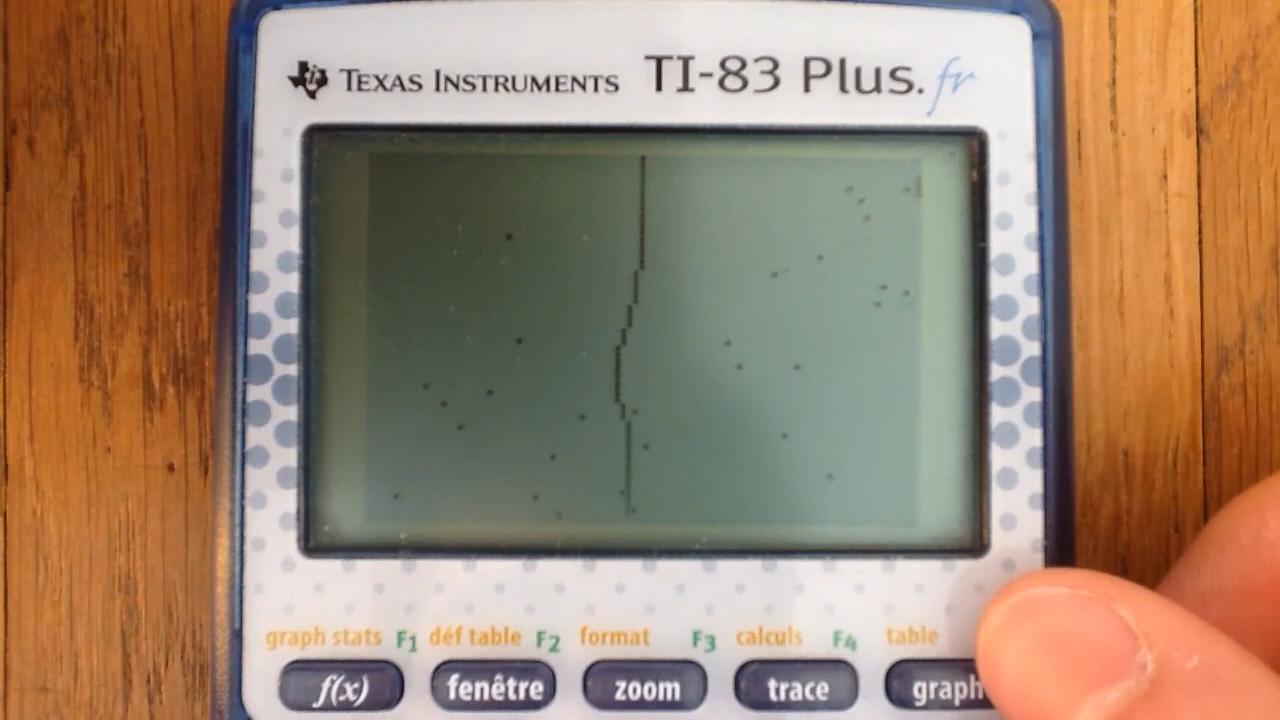 TEXAS INSTRUMENTS TI-83 Plus.fr
graph stats F1 déf table F2 format F3 calculs F4 table
f(x) fenêtre zoom trace graph